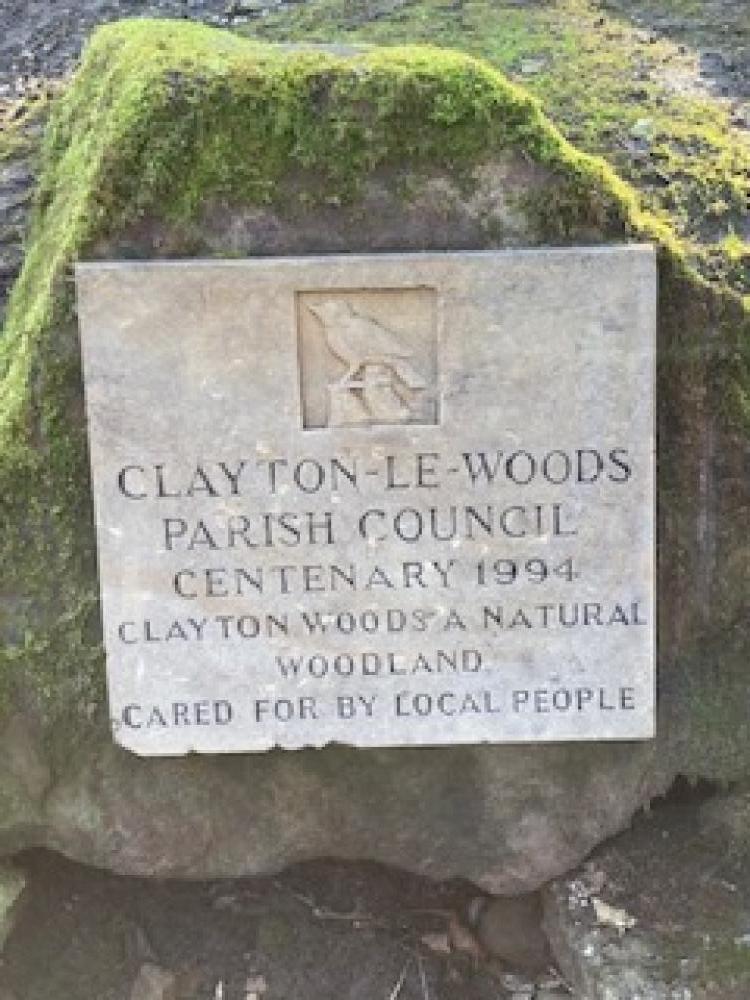 CLAYTON-LE-WOODS
PARISH COUNCIL
CENTENARY 1994
CLAYTON WOODS A NATURAL
WOODLAND
CARED FOR BY LOCAL PEOPLE